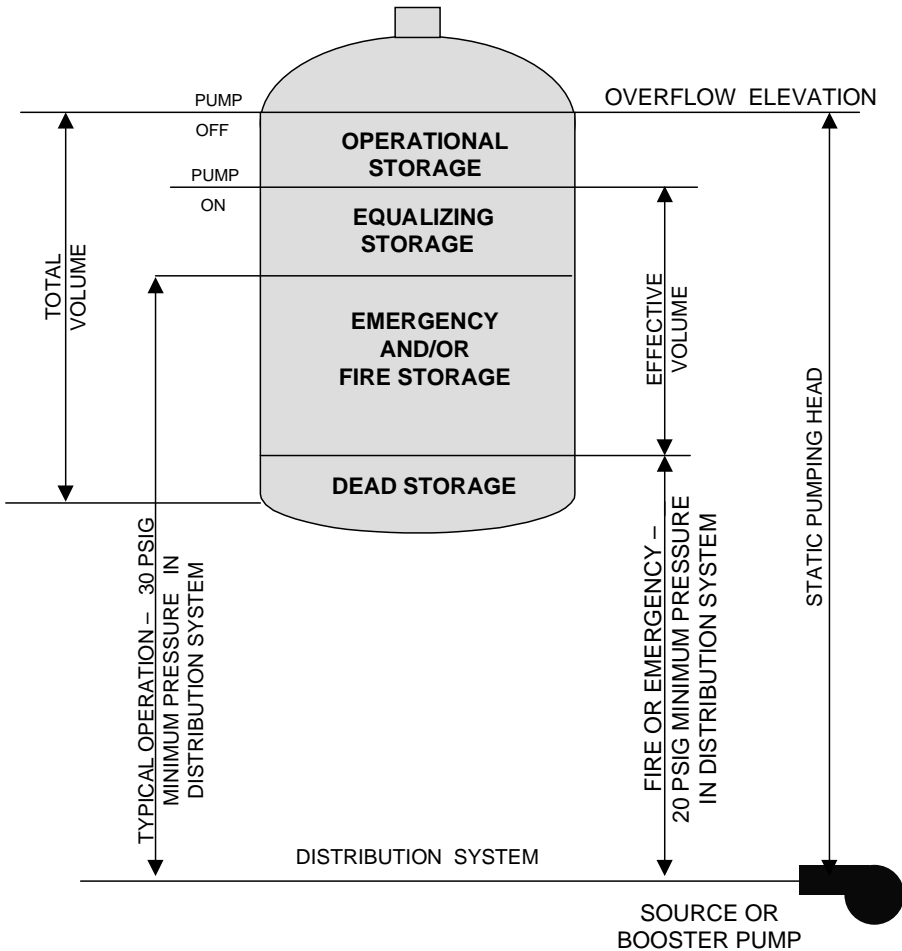 PUMP
OFF
OVERFLOW ELEVATION
OPERATIONAL
STORAGE
PUMP
ON
EQUALIZING
STORAGE
TOTAL
VOLUME
EMERGENCY
AND/OR
FIRE STORAGE
EFFECTIVE
VOLUME
STATIC PUMPING HEAD
DEAD STORAGE
TYPICAL OPERATION – 30 PSIG
MINIMUM PRESSURE IN
DISTRIBUTION SYSTEM
FIRE OR EMERGENCY –
20 PSIG MINIMUM PRESSURE
IN DISTRIBUTION SYSTEM
DISTRIBUTION SYSTEM
SOURCE OR
BOOSTER PUMP